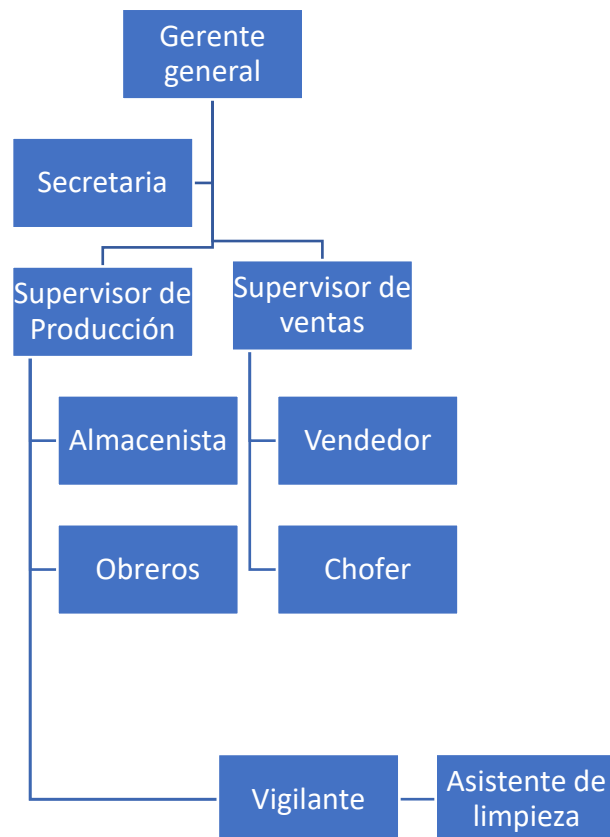 Gerente
general
Secretaria
Supervisor de
Producción
Supervisor de
ventas
Almacenista
Vendedor
Obreros
Chofer
Vigilante
Asistente de
limpieza